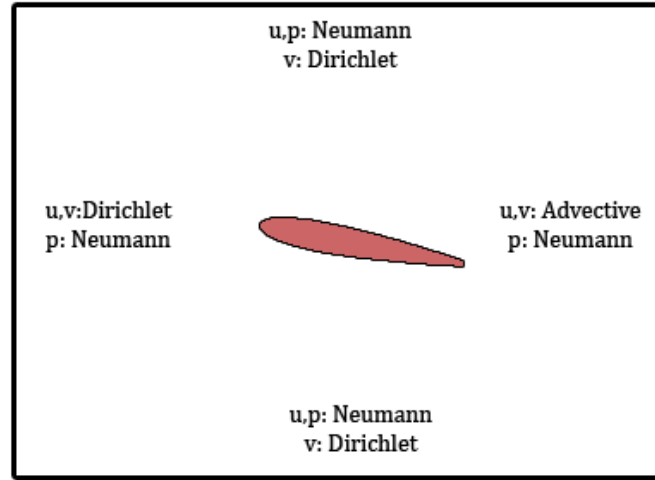 u,p: Neumann
v: Dirichlet
u,v:Dirichlet
p: Neumann
u,v: Advective
p: Neumann
u,p: Neumann
v: Dirichlet